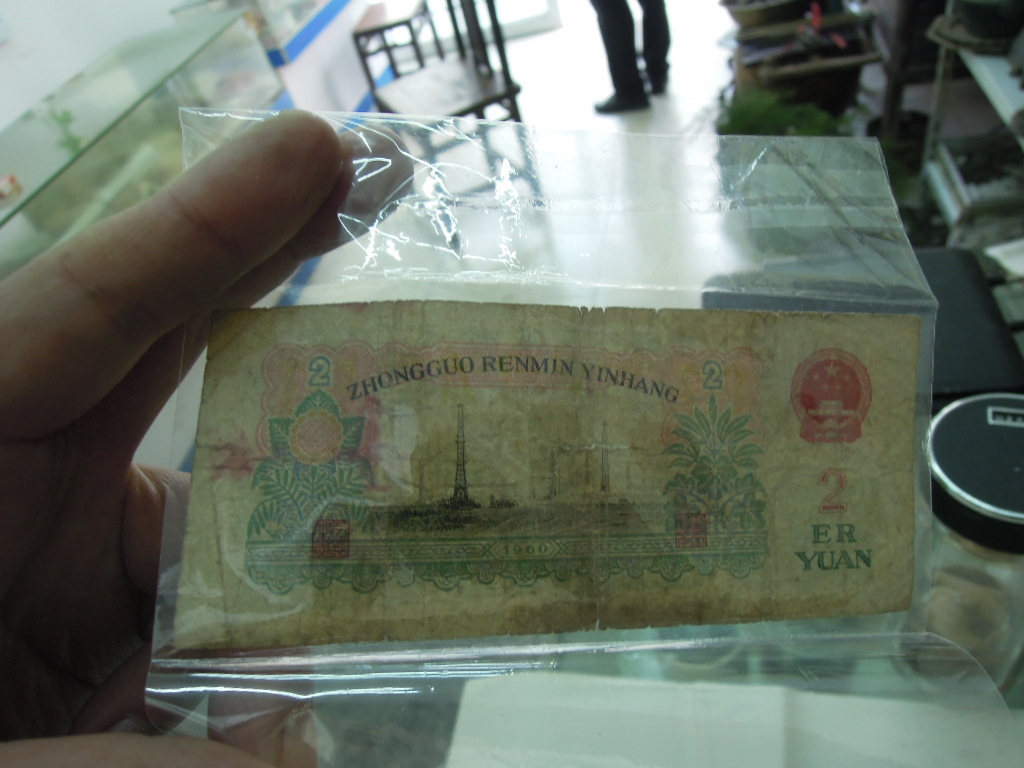 ZHONGGUO RENMIN YINHANG
2
2
2
ER
YUAN
1960